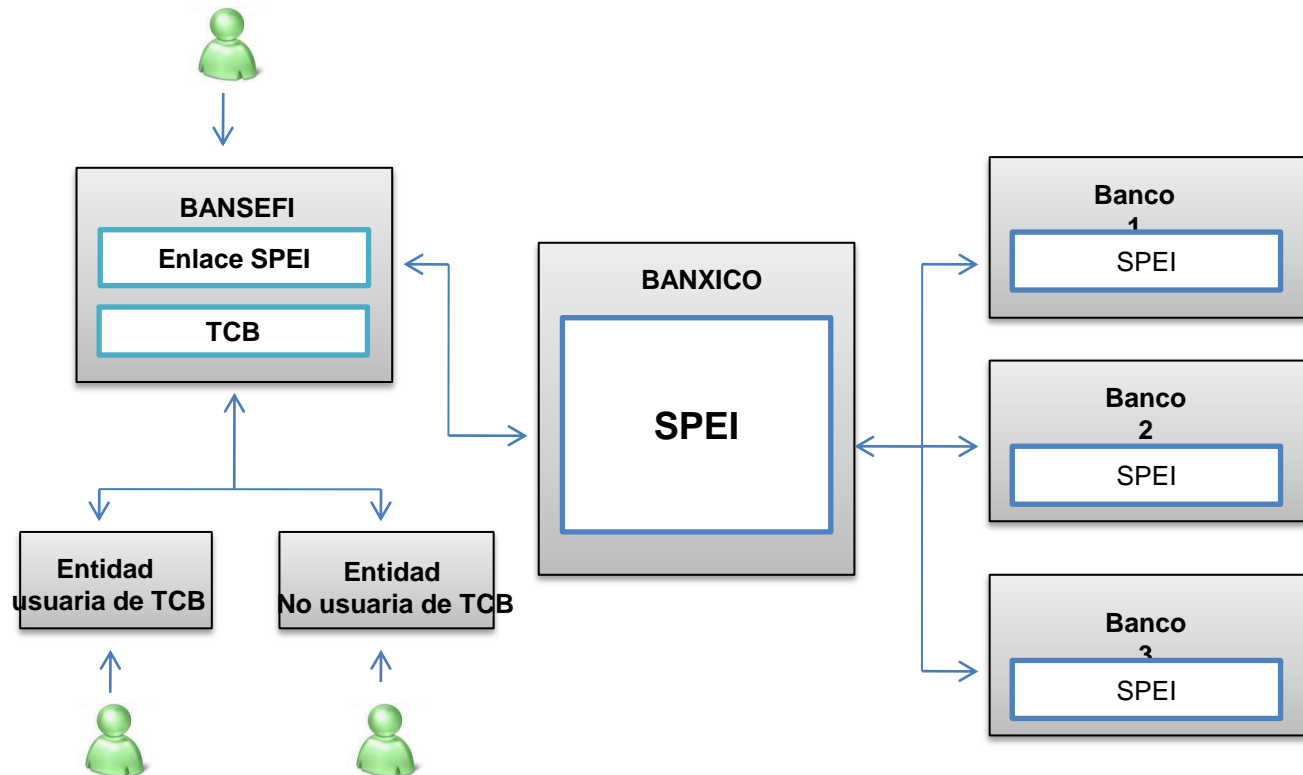 BANSEFI
Enlace SPEI
TCB
Entidad
usuaria de TCB
Entidad
No usuaria de TCB
BANXICO
SPEI
Banco
1
SPEI
Banco
2
SPEI
Banco
3
SPEI